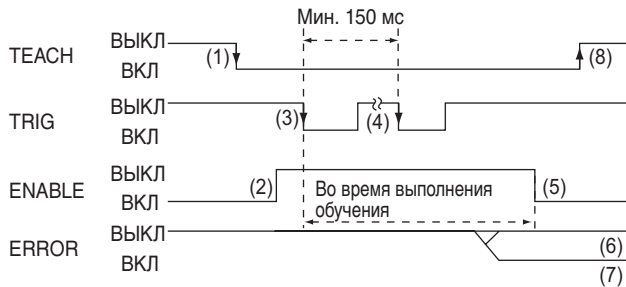 Мин. 150 мс
TEACH ВЫКЛ (1) (8)
ВКЛ
TRIG ВЫКЛ (3) (4)
ВКЛ
ENABLE ВЫКЛ (2) Во время выполнения (5)
ВКЛ обучения
ERROR ВЫКЛ (6)
ВКЛ (7)